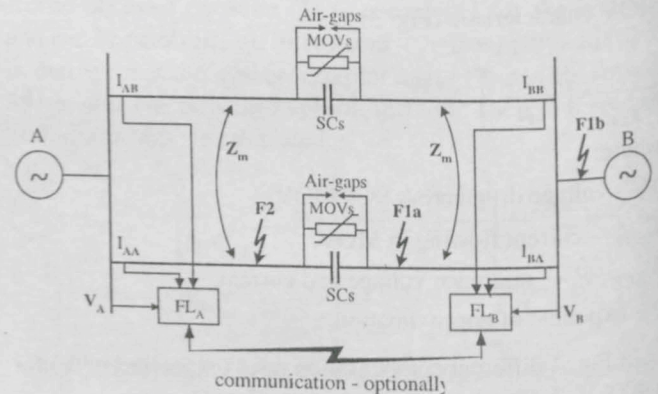 Air-gaps
MOVs
SCs
I_AB
I_BB
A
F1b
B
Z_m
Z_m
Air-gaps
MOVs
F2
F1a
SCs
I_AA
I_BA
V_A
FL_A
FL_B
V_B
communication - optionally